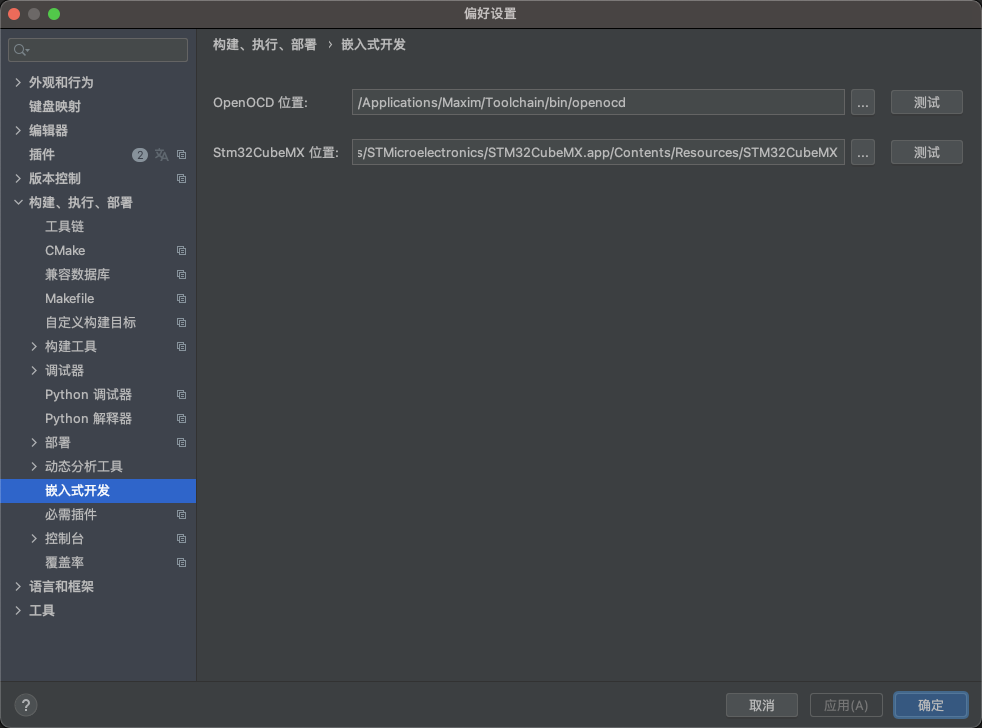 偏好设置
外观和行为
键盘映射
编辑器
插件 2
版本控制
构建、执行、部署
工具链
CMake
兼容数据库
Makefile
自定义构建目标
构建工具
调试器
Python 调试器
Python 解释器
部署
动态分析工具
嵌入式开发
必需插件
控制台
覆盖率
语言和框架
工具
构建、执行、部署 › 嵌入式开发
OpenOCD 位置: /Applications/Maxim/Toolchain/bin/openocd ... 测试
Stm32CubeMX 位置: s/STMicroelectronics/STM32CubeMX.app/Contents/Resources/STM32CubeMX ... 测试
? 取消 应用(A) 确定